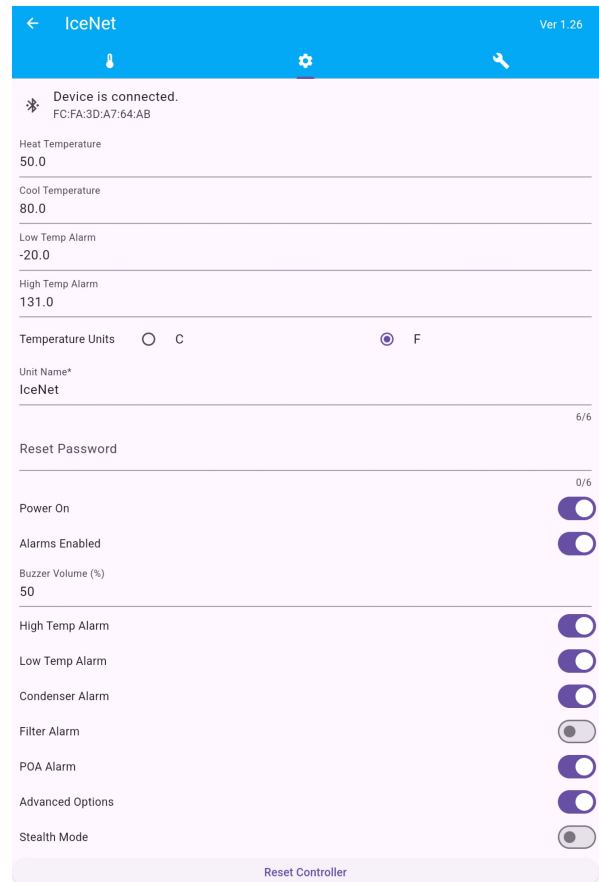 IceNet
Ver 1.26
Device is connected.
FC:FA:3D:A7:64:AB
Heat Temperature
50.0
Cool Temperature
80.0
Low Temp Alarm
-20.0
High Temp Alarm
131.0
Temperature Units C F
Unit Name*
IceNet
6/6
Reset Password
0/6
Power On
Alarms Enabled
Buzzer Volume (%)
50
High Temp Alarm
Low Temp Alarm
Condenser Alarm
Filter Alarm
POA Alarm
Advanced Options
Stealth Mode
Reset Controller